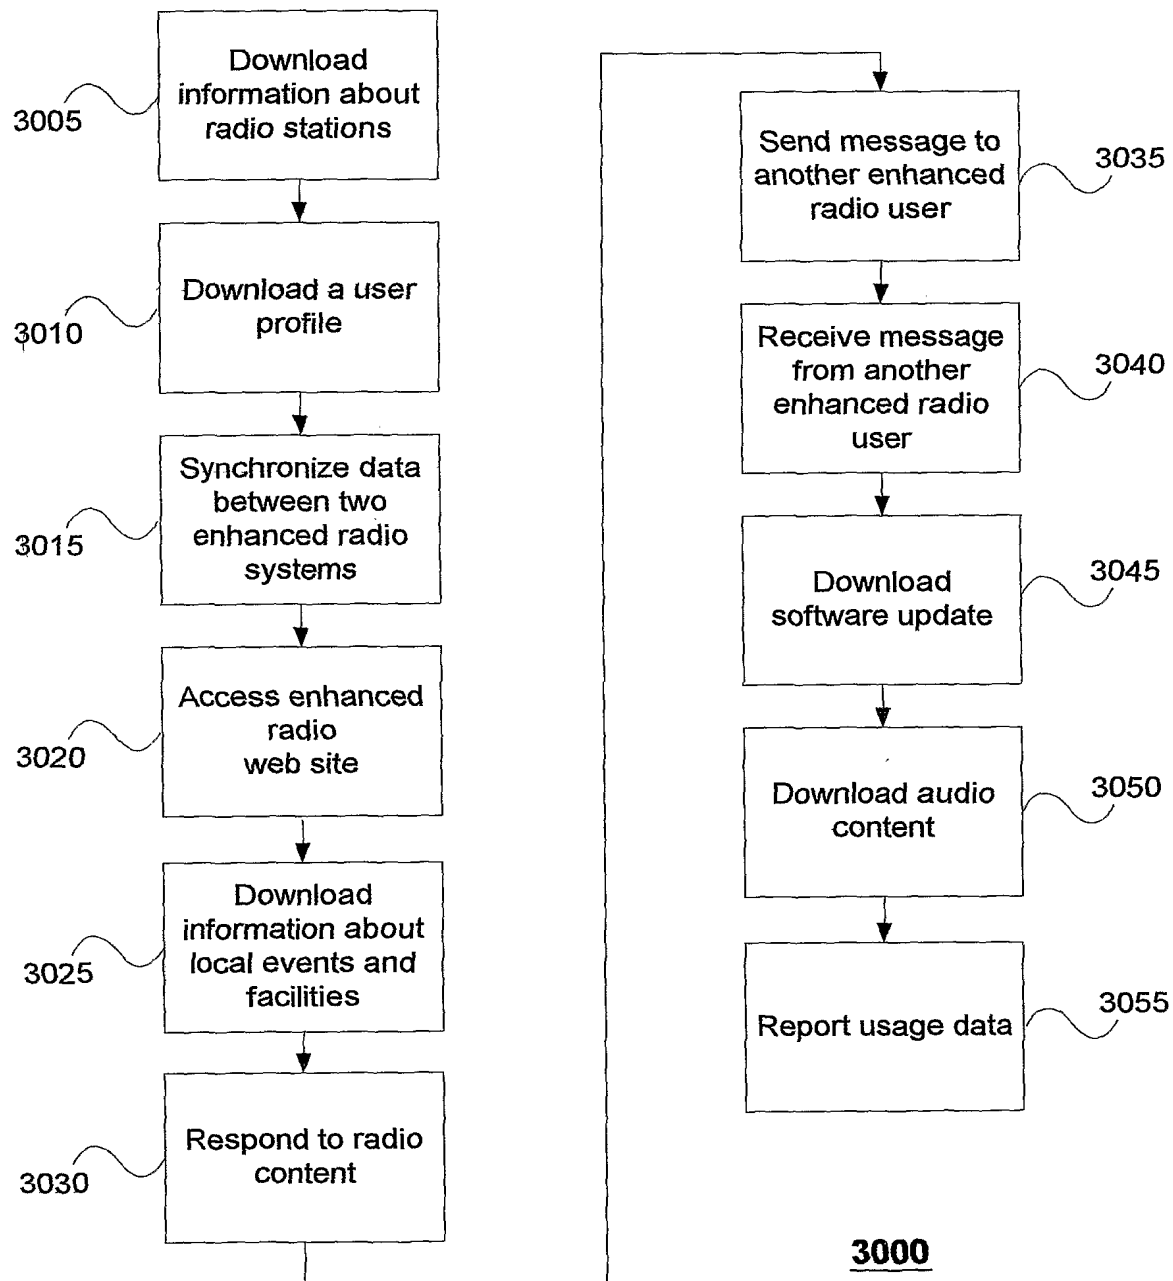 Download
information about
radio stations
3005
Download a user
profile
3010
Synchronize data
between two
enhanced radio
systems
3015
Access enhanced
radio
web site
3020
Download
information about
local events and
facilities
3025
Respond to radio
content
3030
Send message to
another enhanced
radio user
3035
Receive message
from another
enhanced radio
user
3040
Download
software update
3045
Download audio
content
3050
Report usage data
3055
3000